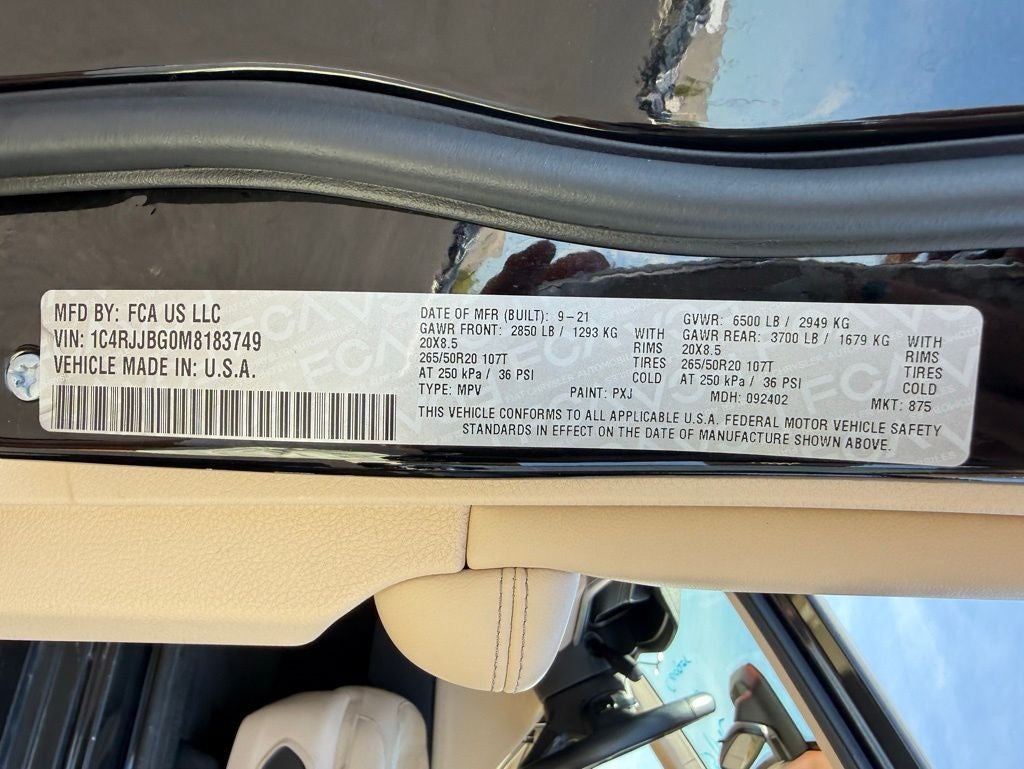 MFD BY: FCA US LLC
VIN: 1C4RJJBG0M8183749
VEHICLE MADE IN: U.S.A.
DATE OF MFR (BUILT): 9-21
GAWR FRONT: 2850 LB / 1293 KG WITH
20X8.5 RIMS
265/50R20 107T TIRES
AT 250 kPa / 36 PSI COLD
TYPE: MPV PAINT: PXJ
GVWR: 6500 LB / 2949 KG
GAWR REAR: 3700 LB / 1679 KG WITH
20X8.5 RIMS
265/50R20 107T TIRES
AT 250 kPa / 36 PSI COLD
MDH: 092402 MKT: 875
THIS VEHICLE CONFORMS TO ALL APPLICABLE U.S.A. FEDERAL MOTOR VEHICLE SAFETY
STANDARDS IN EFFECT ON THE DATE OF MANUFACTURE SHOWN ABOVE.